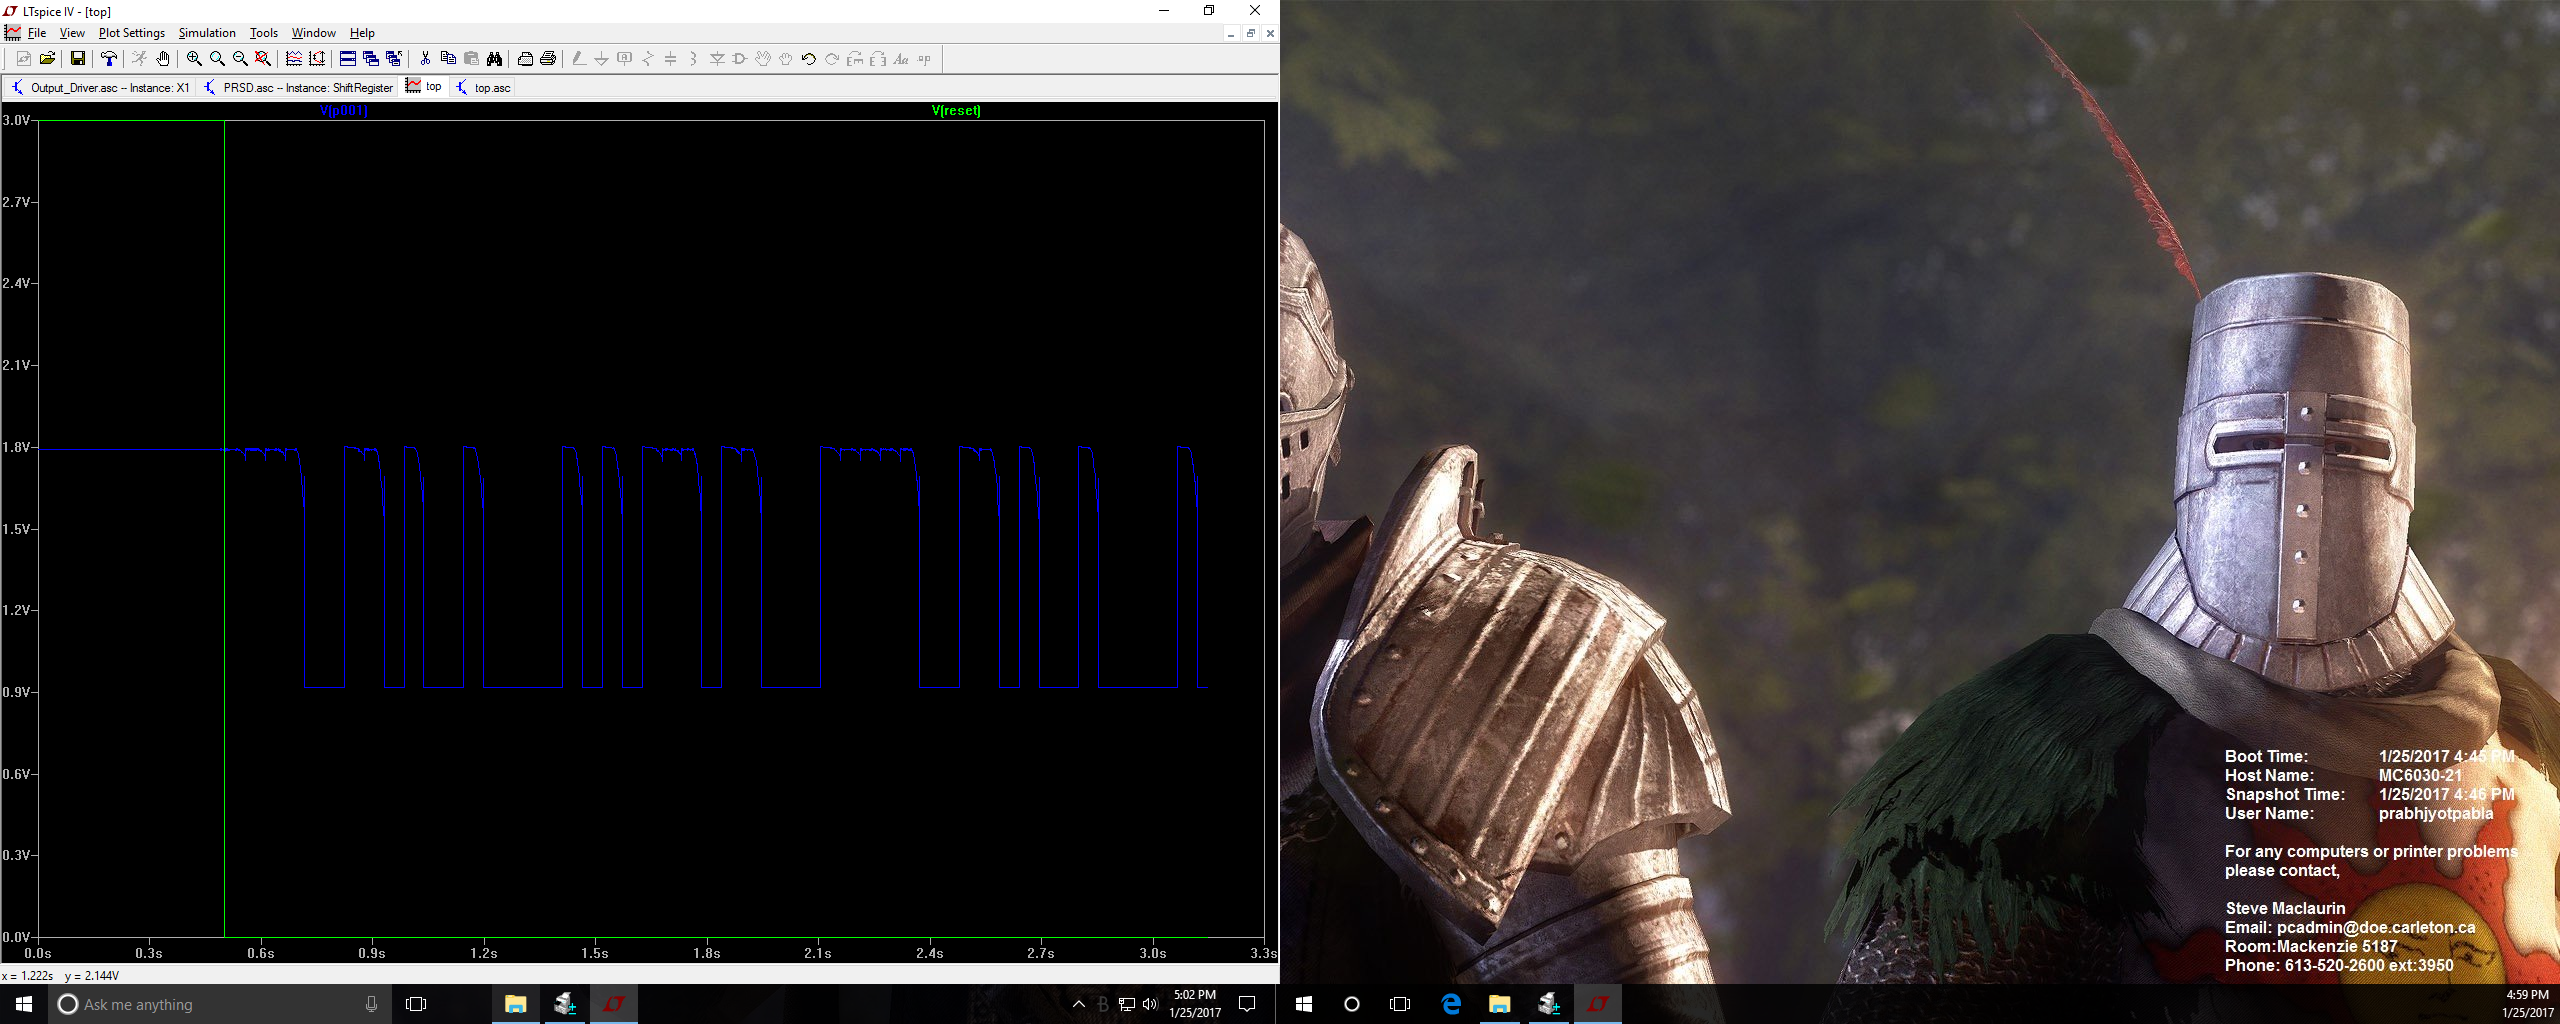 LTspice IV - [top]
File View Plot Settings Simulation Tools Window Help
Output_Driver.asc -- Instance: X1 PRSD.asc -- Instance: ShiftRegister top top.asc
V(p001) V(reset)
3.0V
2.7V
2.4V
2.1V
1.8V
1.5V
1.2V
0.9V
0.6V
0.3V
0.0V
0.0s 0.3s 0.6s 0.9s 1.2s 1.5s 1.8s 2.1s 2.4s 2.7s 3.0s 3.3s
x = 1.222s y = 2.144V
Ask me anything
5:02 PM
1/25/2017
Boot Time: 1/25/2017 4:45 PM
Host Name: MC6030-21
Snapshot Time: 1/25/2017 4:46 PM
User Name: prabhjyotpabla
For any computers or printer problems
please contact,
Steve Maclaurin
Email: pcadmin@doe.carleton.ca
Room:Mackenzie 5187
Phone: 613-520-2600 ext:3950
4:59 PM
1/25/2017